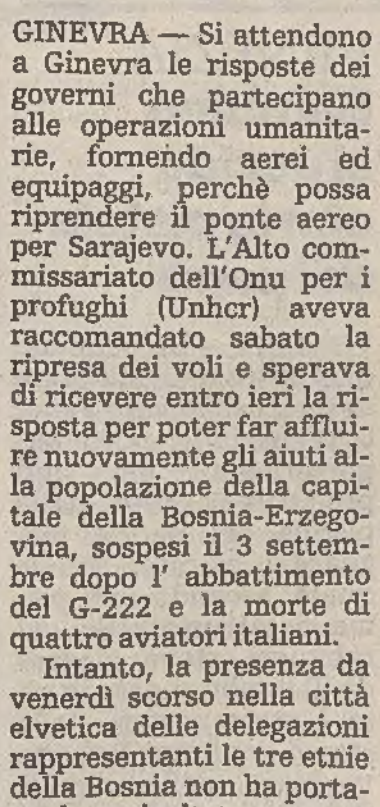 GINEVRA — Si attendono
a Ginevra le risposte dei
governi che partecipano
alle operazioni umanita-
rie, fornendo aerei ed
equipaggi, perchè possa
riprendere il ponte aereo
per Sarajevo. L'Alto com-
missariato dell'Onu per i
profughi (Unhcr) aveva
raccomandato sabato la
ripresa dei voli e sperava
di ricevere entro ieri la ri-
sposta per poter far afflui-
re nuovamente gli aiuti al-
la popolazione della capi-
tale della Bosnia-Erzego-
vina, sospesi il 3 settem-
bre dopo l' abbattimento
del G-222 e la morte di
quattro aviatori italiani.
Intanto, la presenza da
venerdì scorso nella città
elvetica delle delegazioni
rappresentanti le tre etnie
della Bosnia non ha porta-